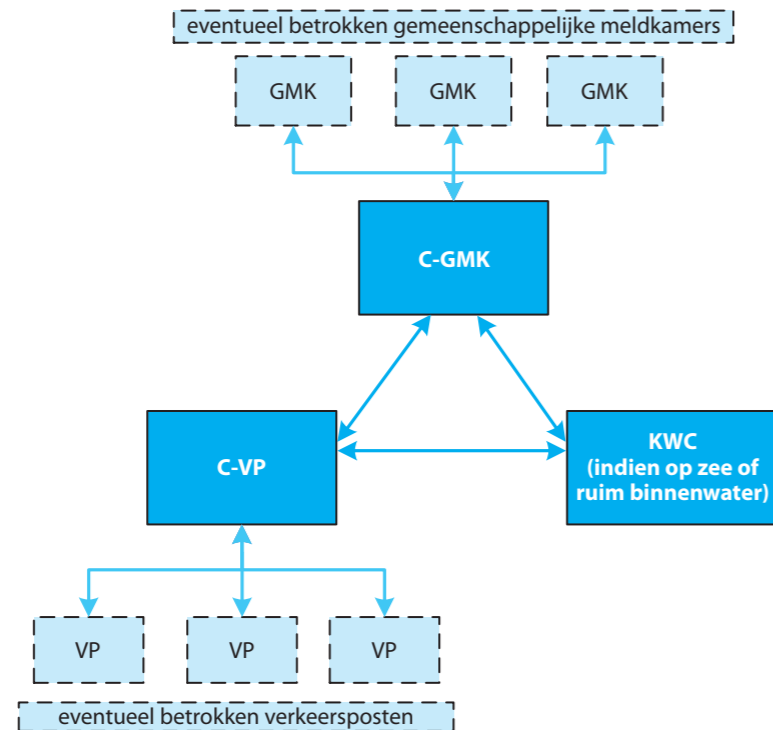 eventueel betrokken gemeenschappelijke meldkamers
GMK
GMK
GMK
C-GMK
C-VP
KWC
(indien op zee of
ruim binnenwater)
VP
VP
VP
eventueel betrokken verkeersposten